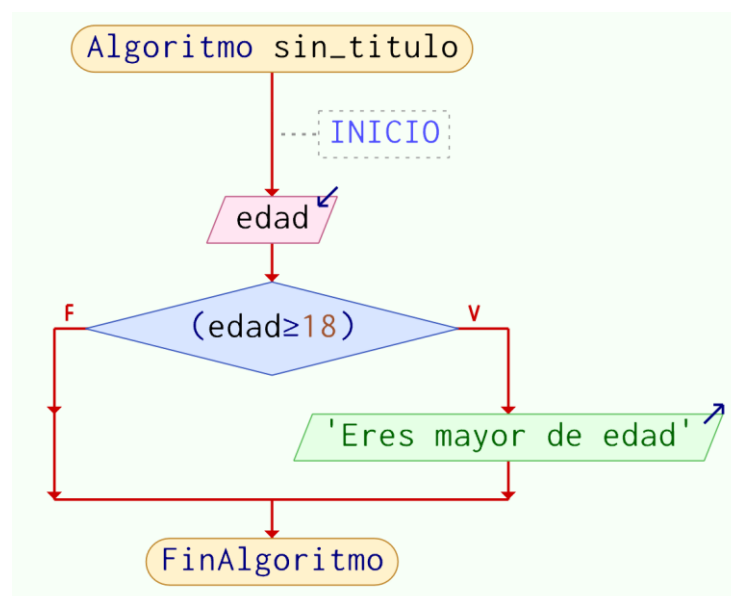 Algoritmo sin_titulo
INICIO
edad
F
(edad≥18)
V
'Eres mayor de edad'
FinAlgoritmo